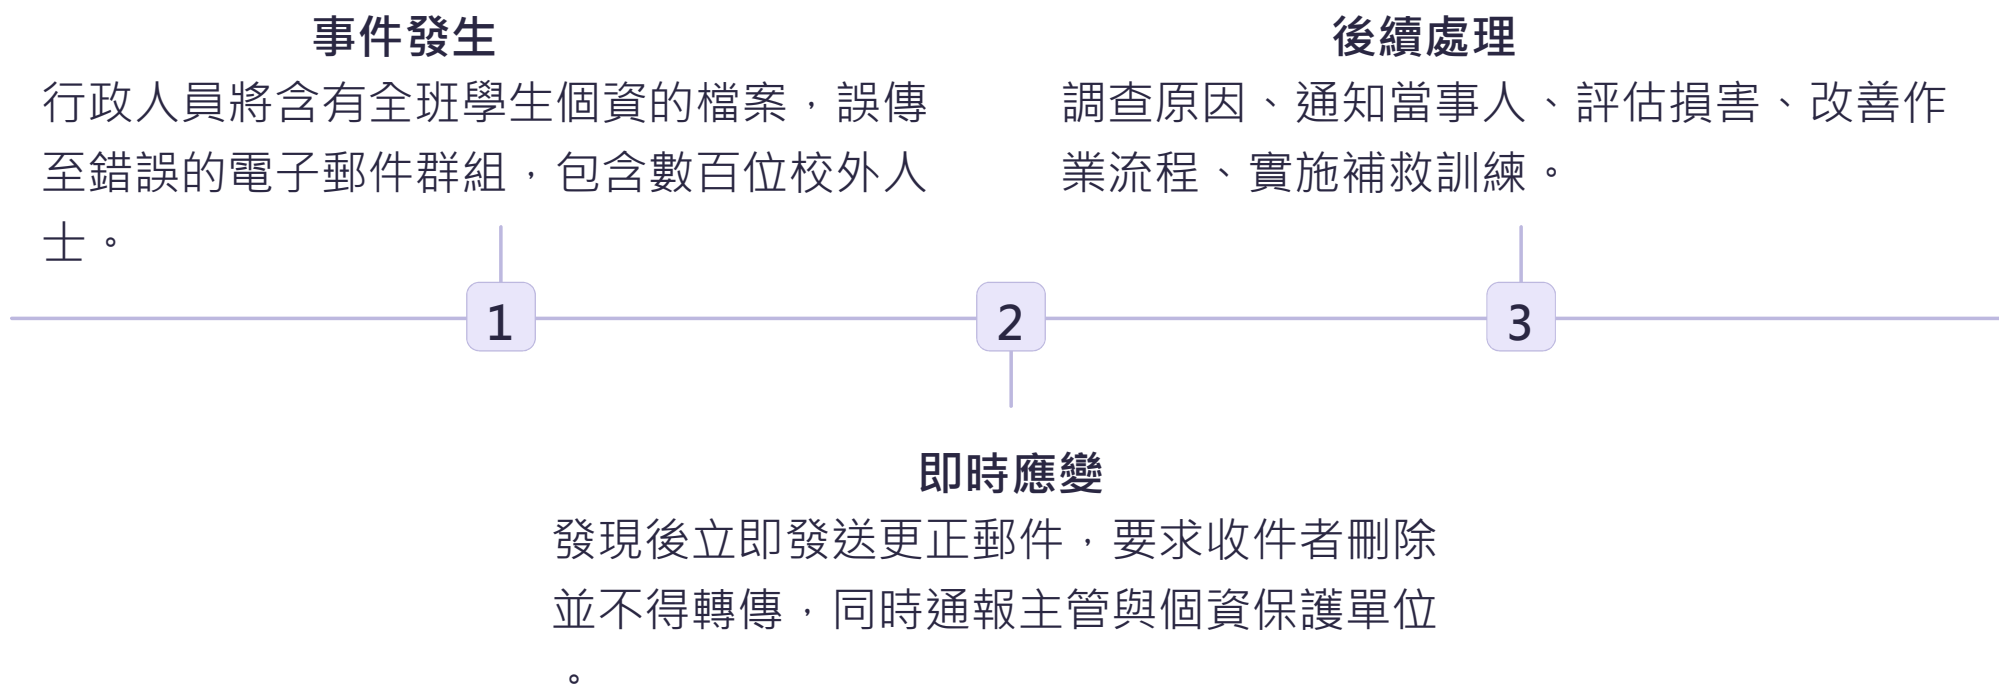 事件發生
行政人員將含有全班學生個資的檔案，誤傳
至錯誤的電子郵件群組，包含數百位校外人
士。
1
即時應變
發現後立即發送更正郵件，要求收件者刪除
並不得轉傳，同時通報主管與個資保護單位
。
2
後續處理
調查原因、通知當事人、評估損害、改善作
業流程、實施補救訓練。
3